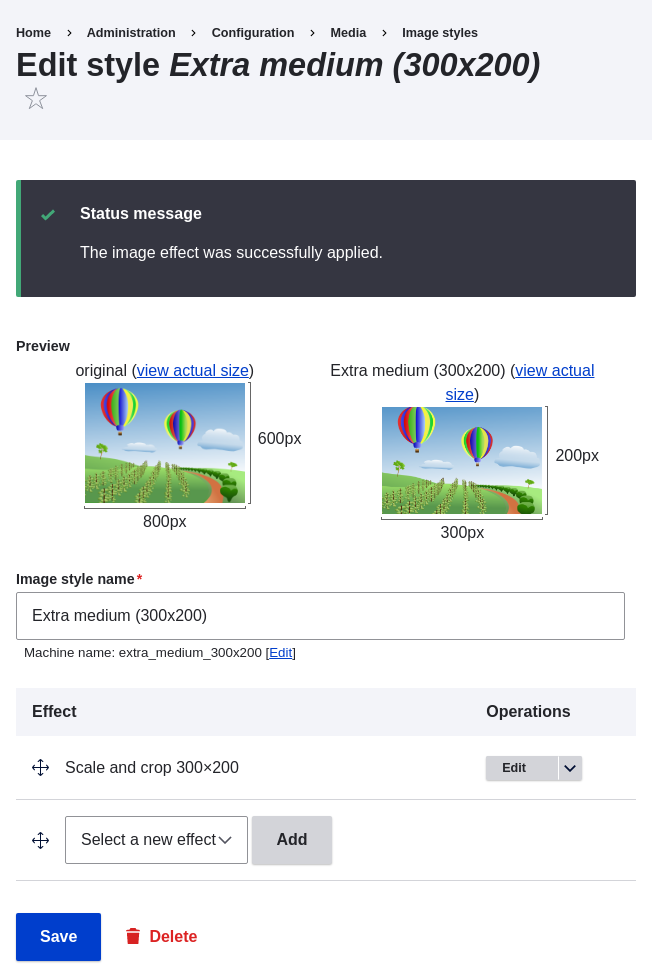 Home > Administration > Configuration > Media > Image styles
Edit style Extra medium (300x200)
Status message
The image effect was successfully applied.
Preview
original (view actual size)
600px
800px
Extra medium (300x200) (view actual
size)
200px
300px
Image style name*
Extra medium (300x200)
Machine name: extra_medium_300x200 [Edit]
Effect Operations
Scale and crop 300×200 Edit
Select a new effect Add
Save Delete